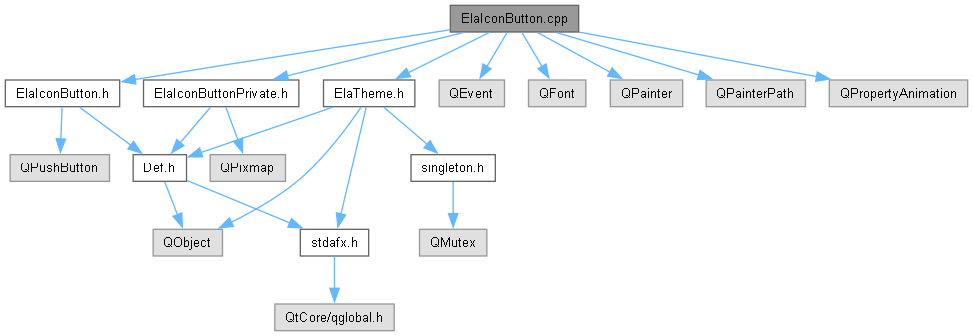 ElaIconButton.cpp
ElaIconButton.h
ElaIconButtonPrivate.h
ElaTheme.h
QEvent
QFont
QPainter
QPainterPath
QPropertyAnimation
QPushButton
Def.h
QPixmap
singleton.h
QObject
stdafx.h
QMutex
QtCore/qglobal.h